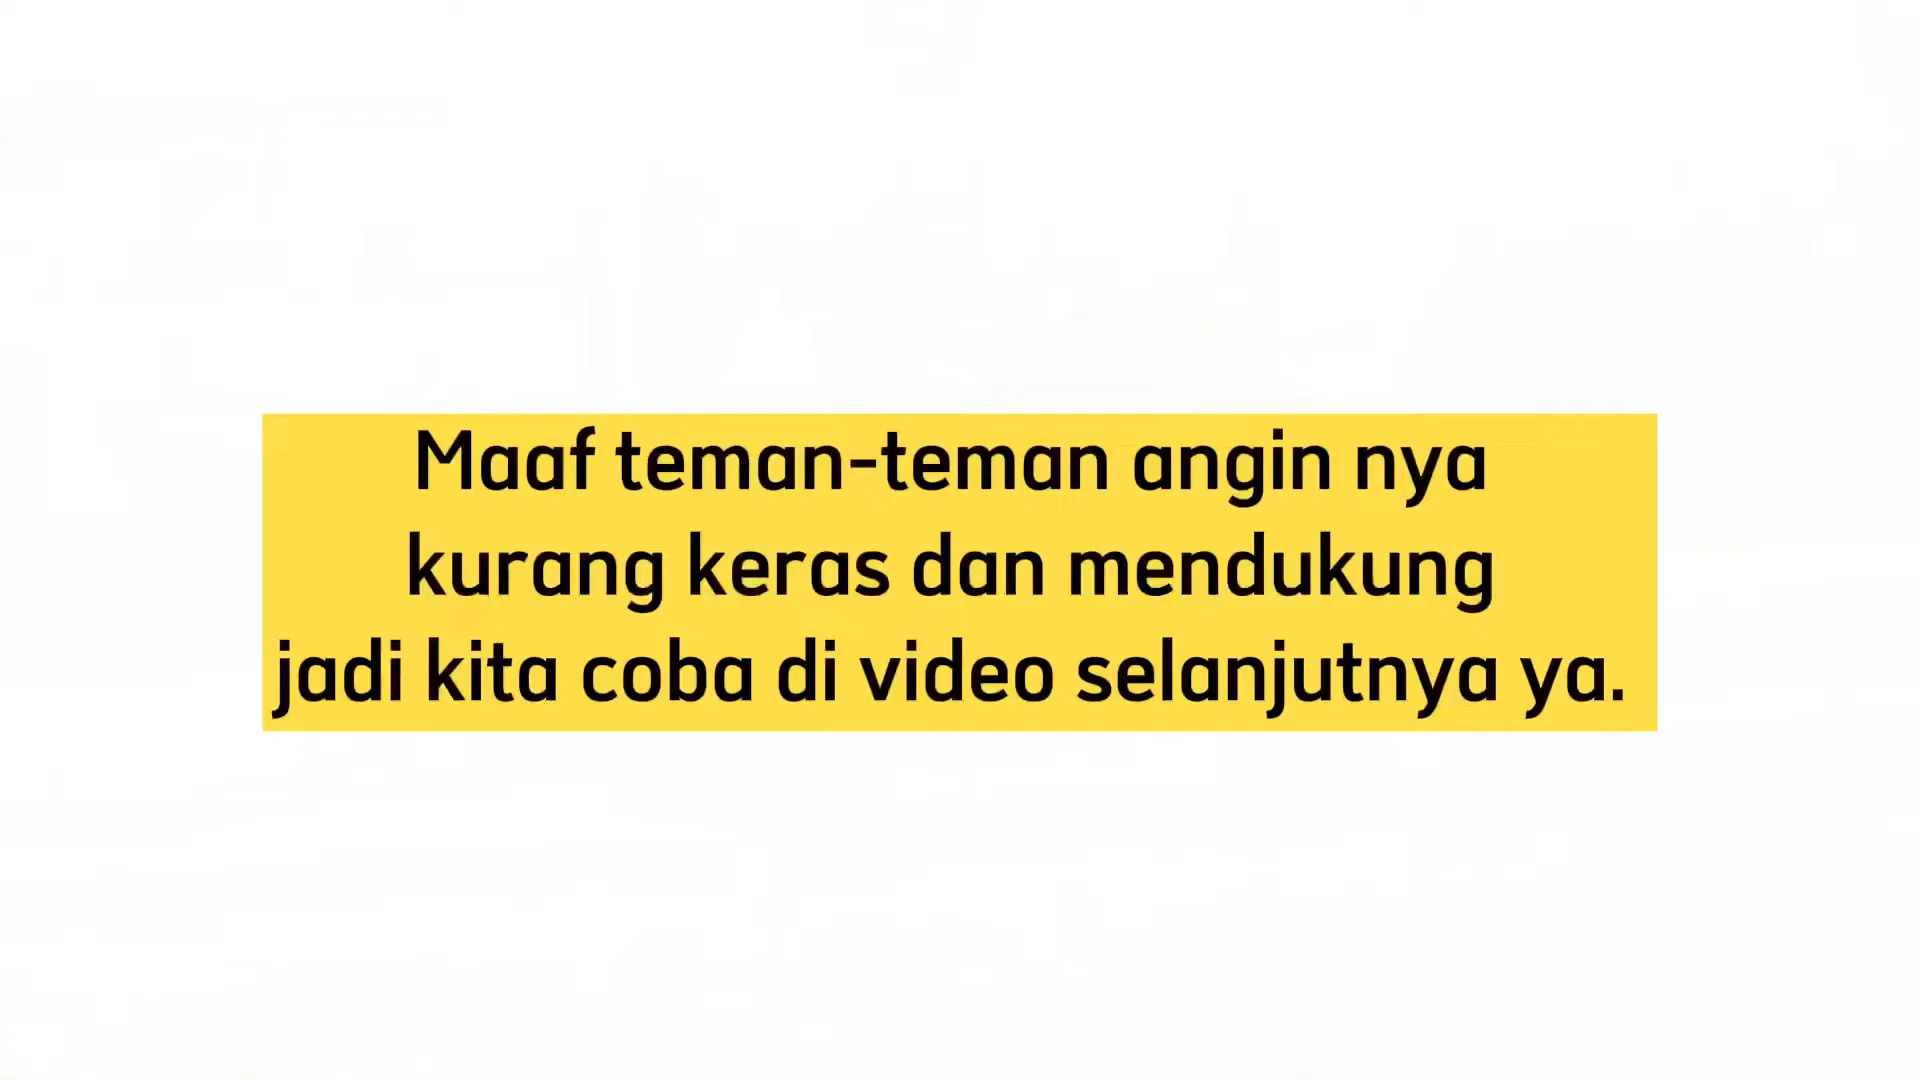 Maaf teman-teman angin nya
kurang keras dan mendukung
jadi kita coba di video selanjutnya ya.